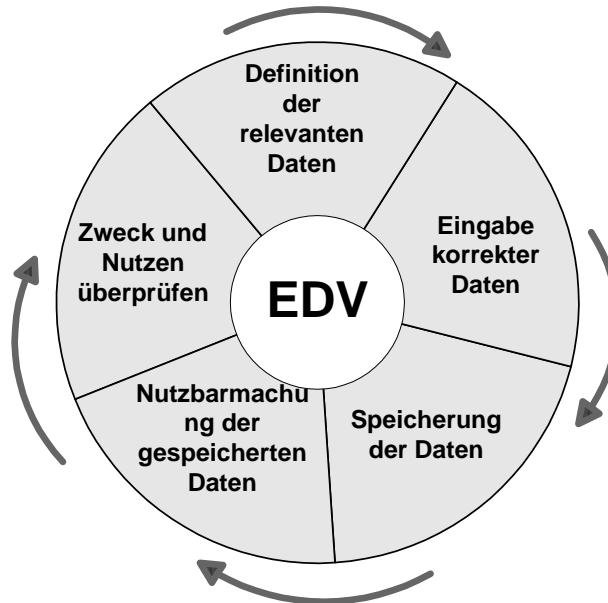 Definition
der
relevanten
Daten
Eingabe
korrekter
Daten
Speicherung
der Daten
Nutzbarmachu
ng der
gespeicherten
Daten
Zweck und
Nutzen
überprüfen
EDV